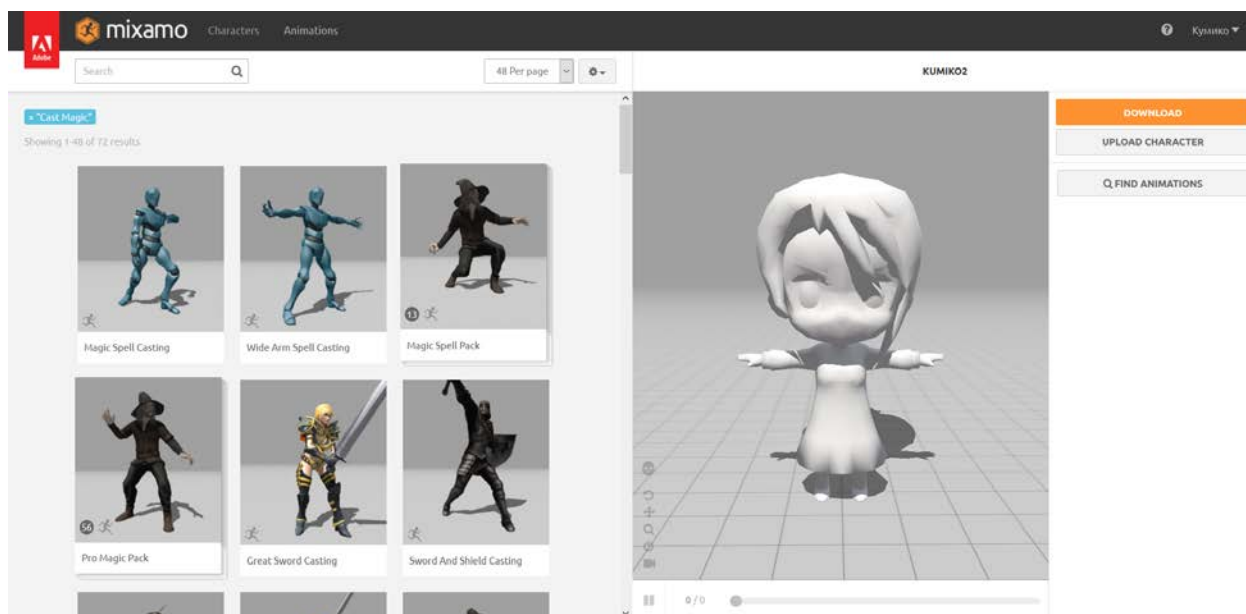 Adobe
mixamo Characters Animations Кумико
Search 48 Per page KUMIKO2
× "Cast Magic" DOWNLOAD
Showing 1-48 of 72 results UPLOAD CHARACTER
FIND ANIMATIONS
Magic Spell Casting Wide Arm Spell Casting 13 Magic Spell Pack
56 Pro Magic Pack Great Sword Casting Sword And Shield Casting
0 / 0